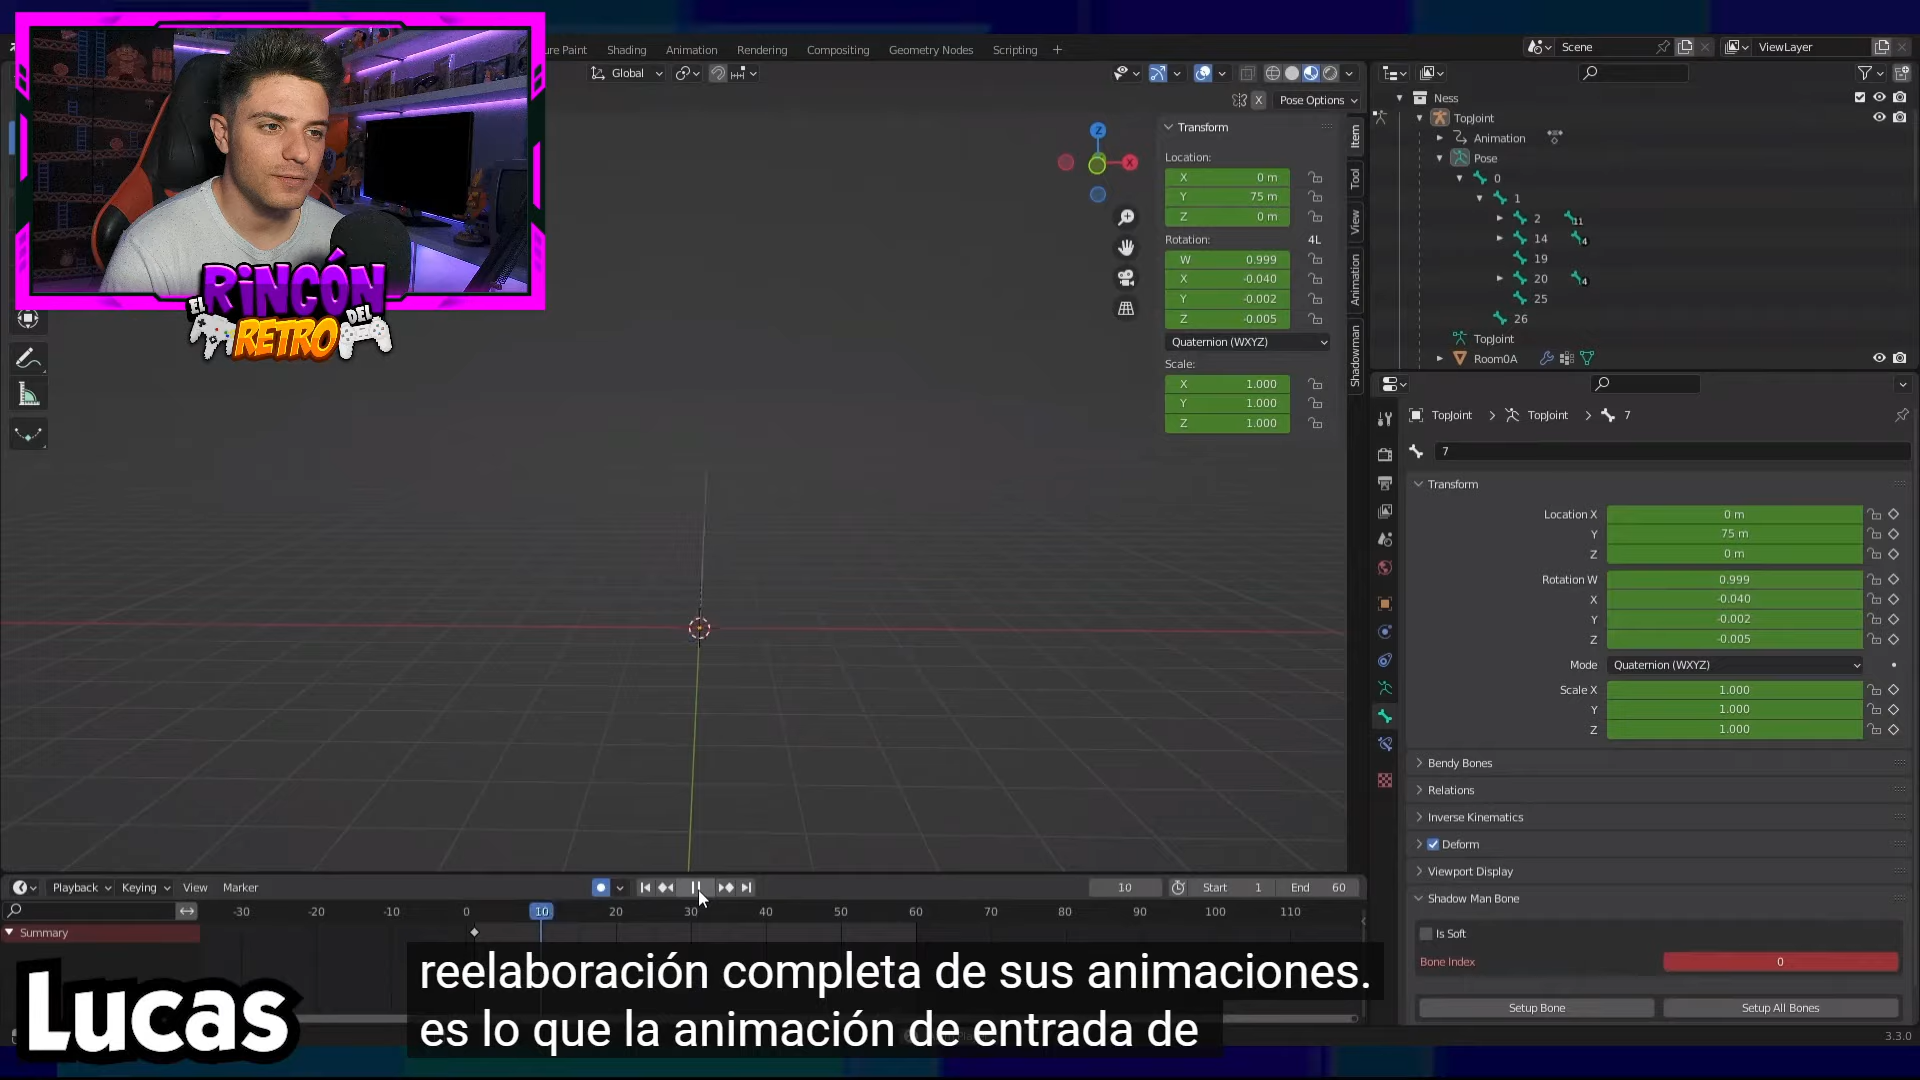 ure Paint
Shading
Animation
Rendering
Compositing
Geometry Nodes
Scripting
+
Scene
ViewLayer
Global
X
Pose Options
EL RINCÓN DEL RETRO
Z
X
Transform
Location:
X 0 m
Y 75 m
Z 0 m
Rotation: 4L
W 0.999
X -0.040
Y -0.002
Z -0.005
Quaternion (WXYZ)
Scale:
X 1.000
Y 1.000
Z 1.000
Item
Tool
View
Animation
Shadowman
Ness
TopJoint
Animation
Pose
0
1
2 11
14 4
19
20 4
25
26
TopJoint
Room0A
TopJoint > TopJoint > 7
7
Transform
Location X 0 m
Y 75 m
Z 0 m
Rotation W 0.999
X -0.040
Y -0.002
Z -0.005
Mode Quaternion (WXYZ)
Scale X 1.000
Y 1.000
Z 1.000
Bendy Bones
Relations
Inverse Kinematics
Deform
Viewport Display
Shadow Man Bone
Is Soft
Bone Index 0
Setup Bone
Setup All Bones
3.3.0
Playback
Keying
View
Marker
10
Start 1
End 60
-30 -20 -10 0 10 20 30 40 50 60 70 80 90 100 110
Summary
Lucas
reelaboración completa de sus animaciones.
es lo que la animación de entrada de